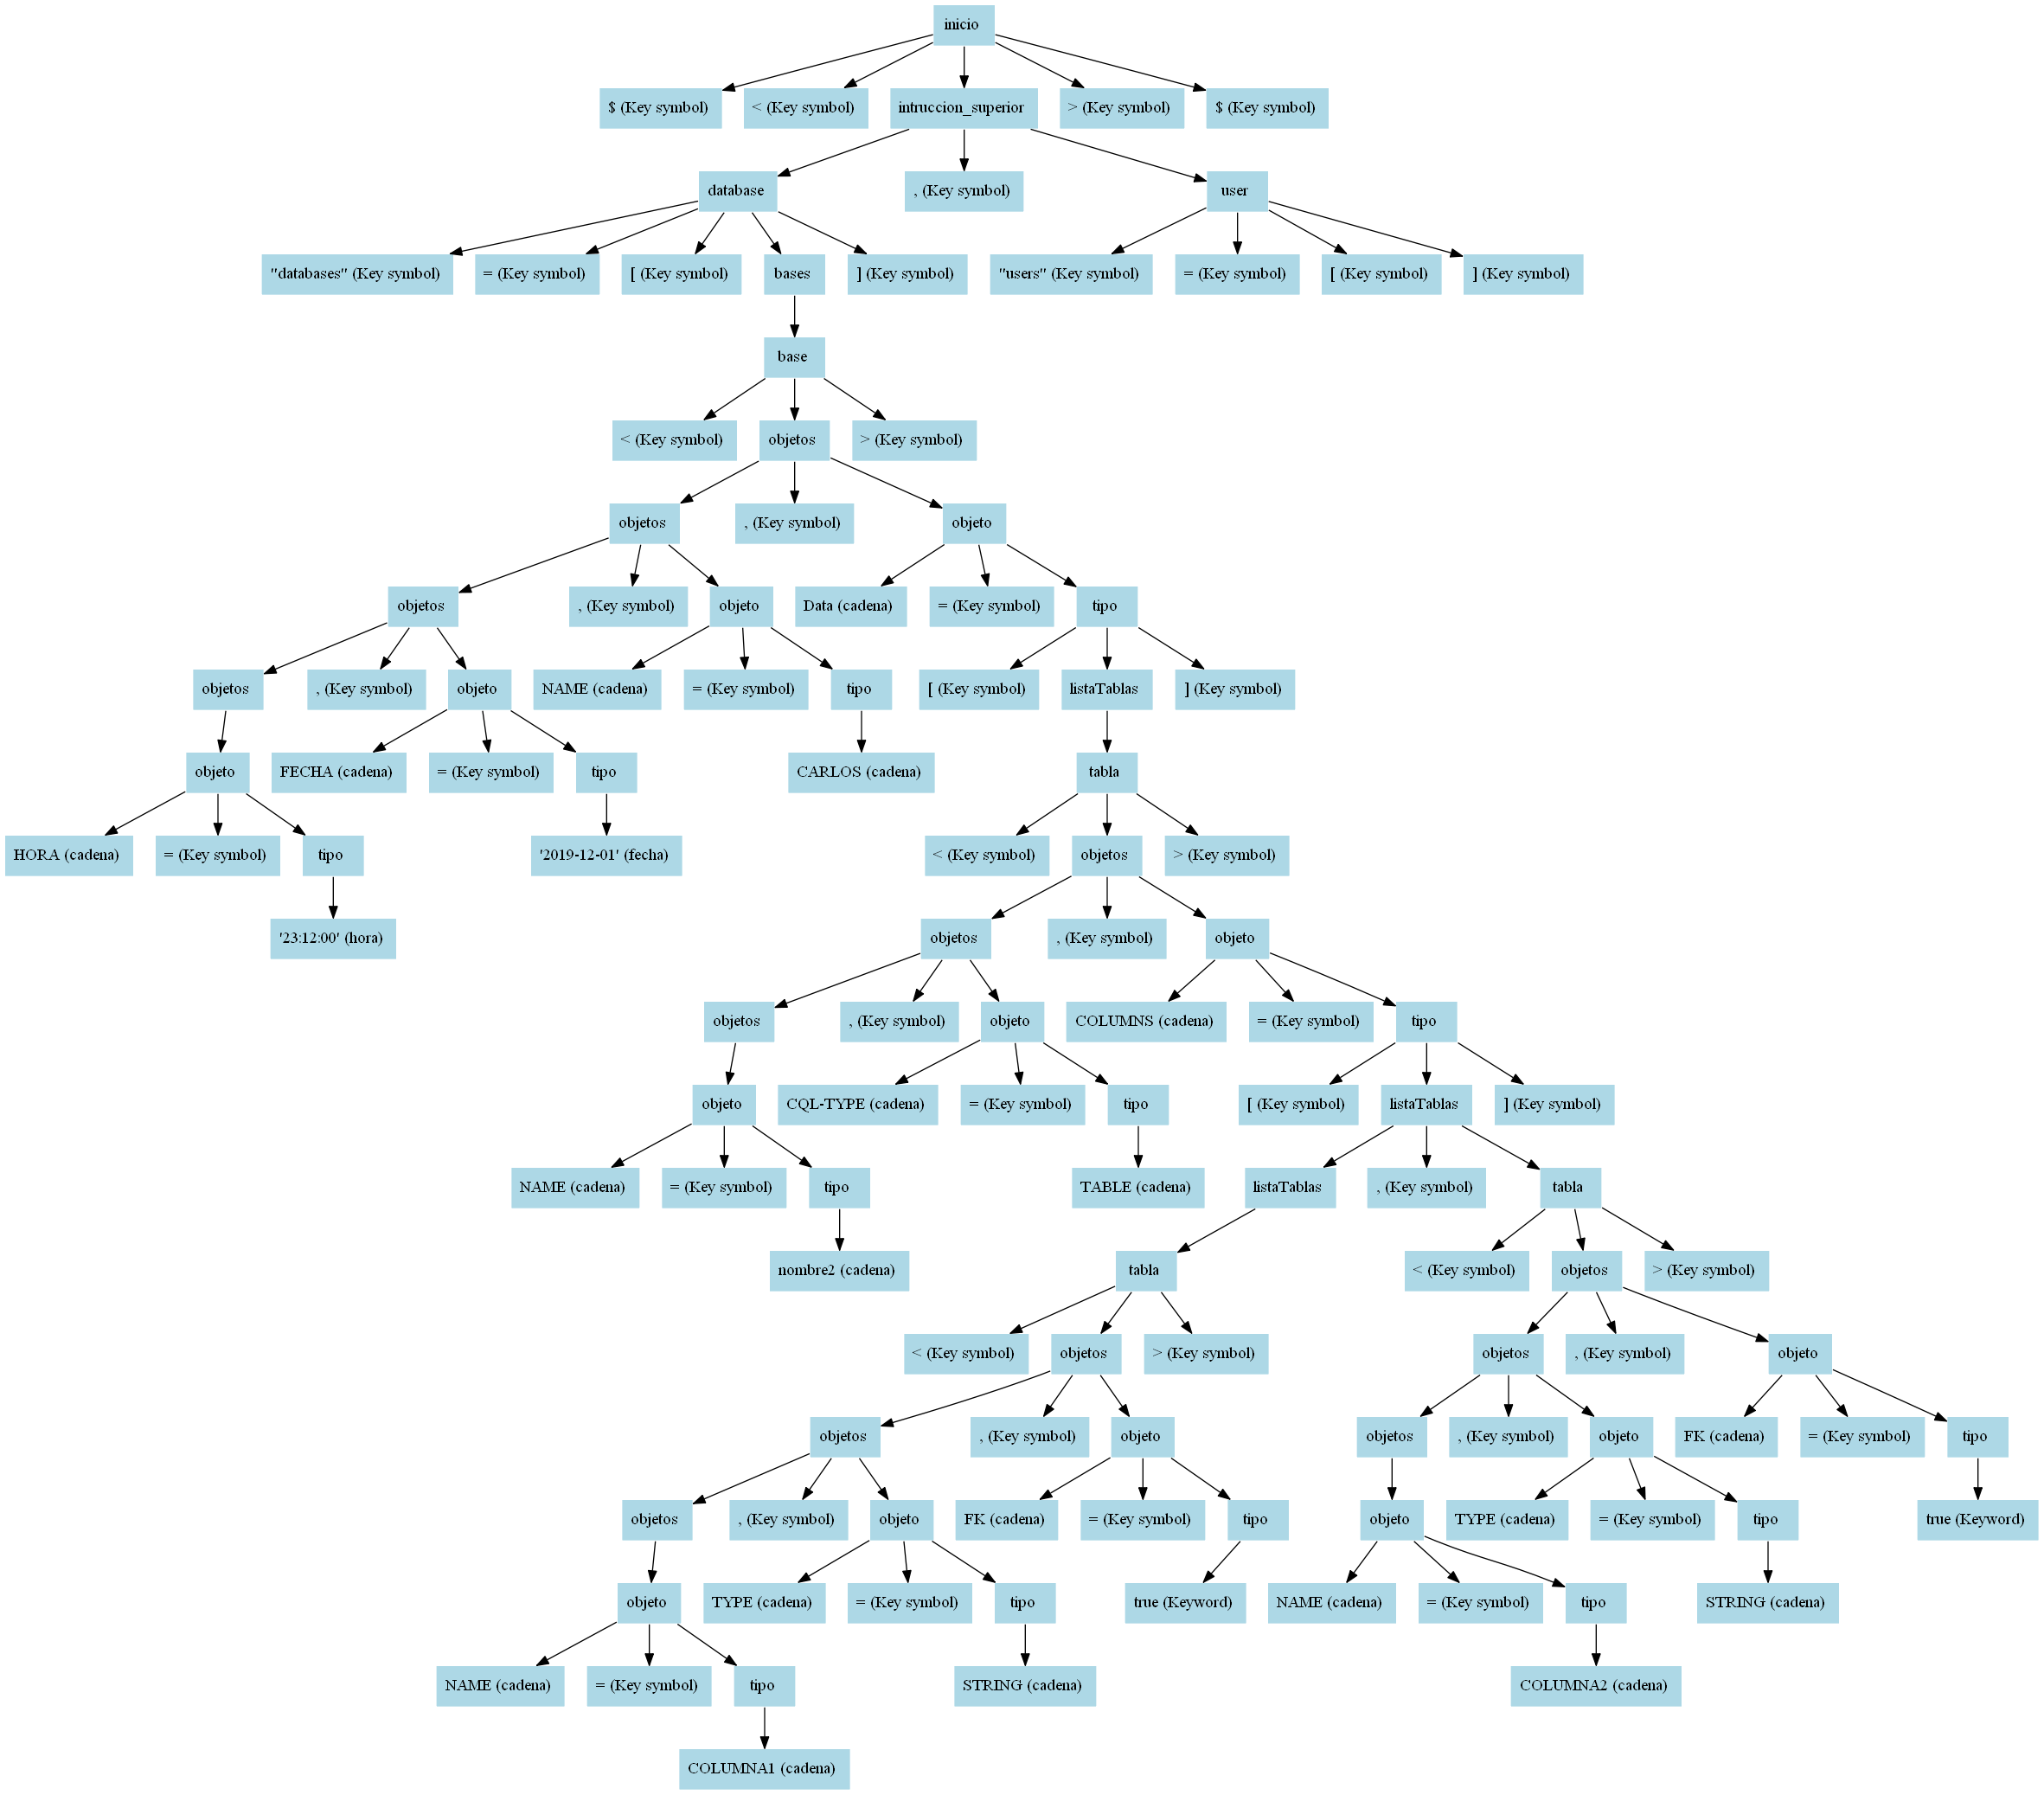 inicio
$ (Key symbol)
< (Key symbol)
intruccion_superior
> (Key symbol)
$ (Key symbol)
database
, (Key symbol)
user
"databases" (Key symbol)
= (Key symbol)
[ (Key symbol)
bases
] (Key symbol)
"users" (Key symbol)
= (Key symbol)
[ (Key symbol)
] (Key symbol)
base
< (Key symbol)
objetos
> (Key symbol)
objetos
, (Key symbol)
objeto
objetos
, (Key symbol)
objeto
Data (cadena)
= (Key symbol)
tipo
objetos
, (Key symbol)
objeto
NAME (cadena)
= (Key symbol)
tipo
[ (Key symbol)
listaTablas
] (Key symbol)
objeto
FECHA (cadena)
= (Key symbol)
tipo
CARLOS (cadena)
tabla
HORA (cadena)
= (Key symbol)
tipo
'2019-12-01' (fecha)
< (Key symbol)
objetos
> (Key symbol)
'23:12:00' (hora)
objetos
, (Key symbol)
objeto
objetos
, (Key symbol)
objeto
COLUMNS (cadena)
= (Key symbol)
tipo
objeto
CQL-TYPE (cadena)
= (Key symbol)
tipo
[ (Key symbol)
listaTablas
] (Key symbol)
NAME (cadena)
= (Key symbol)
tipo
TABLE (cadena)
listaTablas
, (Key symbol)
tabla
nombre2 (cadena)
tabla
< (Key symbol)
objetos
> (Key symbol)
< (Key symbol)
objetos
> (Key symbol)
objetos
, (Key symbol)
objeto
objetos
, (Key symbol)
objeto
objetos
, (Key symbol)
objeto
FK (cadena)
= (Key symbol)
tipo
objetos
, (Key symbol)
objeto
FK (cadena)
= (Key symbol)
tipo
objeto
TYPE (cadena)
= (Key symbol)
tipo
true (Keyword)
objeto
TYPE (cadena)
= (Key symbol)
tipo
true (Keyword)
NAME (cadena)
= (Key symbol)
tipo
STRING (cadena)
NAME (cadena)
= (Key symbol)
tipo
STRING (cadena)
COLUMNA2 (cadena)
COLUMNA1 (cadena)